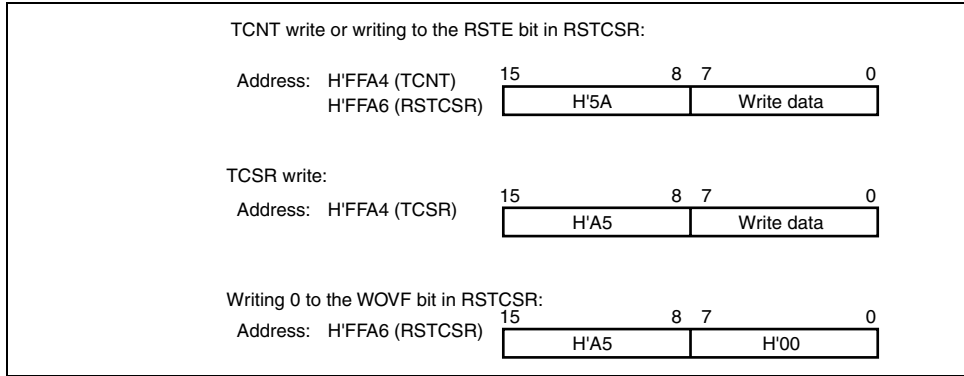 TCNT write or writing to the RSTE bit in RSTCSR:
15 8 7 0
Address: H'FFA4 (TCNT)
H'FFA6 (RSTCSR)
H'5A Write data
TCSR write:
15 8 7 0
Address: H'FFA4 (TCSR)
H'A5 Write data
Writing 0 to the WOVF bit in RSTCSR:
15 8 7 0
Address: H'FFA6 (RSTCSR)
H'A5 H'00